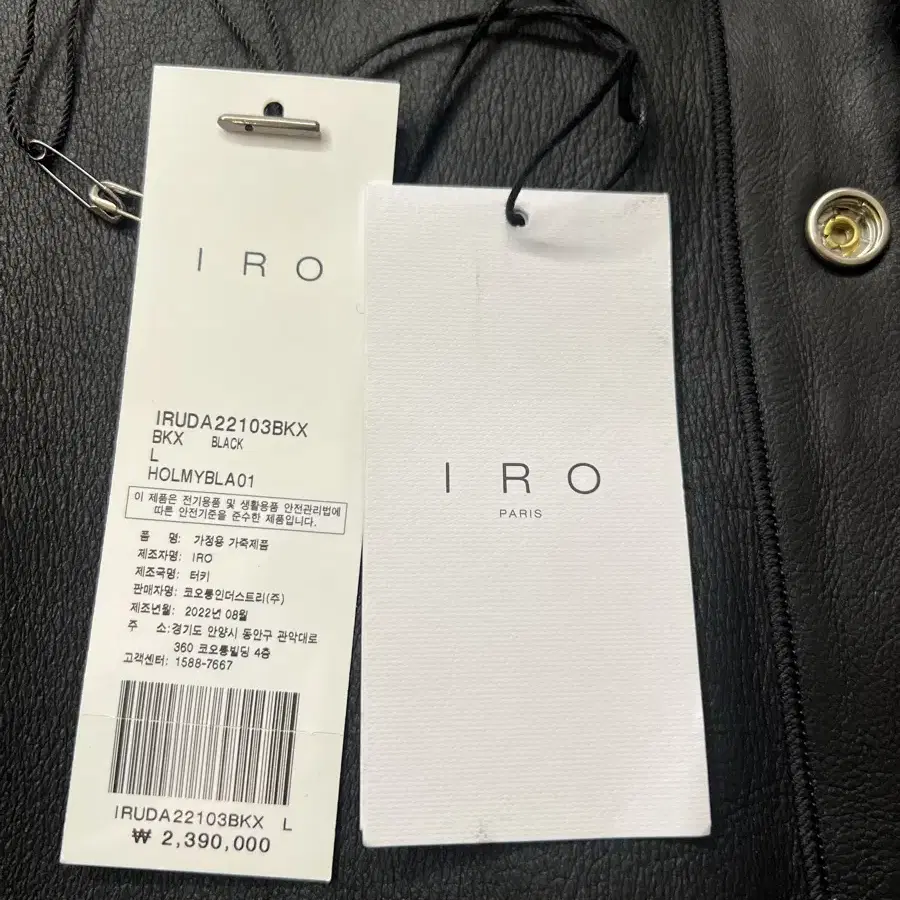 IRO
IRUDA22103BKX
BKX BLACK
L
HOLMYBLA01
이 제품은 전기용품 및 생활용품 안전관리법에
따른 안전기준을 준수한 제품입니다.
품 명: 가정용 가죽제품
제조자명: IRO
제조국명: 터키
판매자명: 코오롱인더스트리(주)
제조년월: 2022년 08월
주 소:경기도 안양시 동안구 관악대로
360 코오롱빌딩 4층
고객센터: 1588-7667
IRUDA22103BKX L
₩ 2,390,000
IRO
PARIS